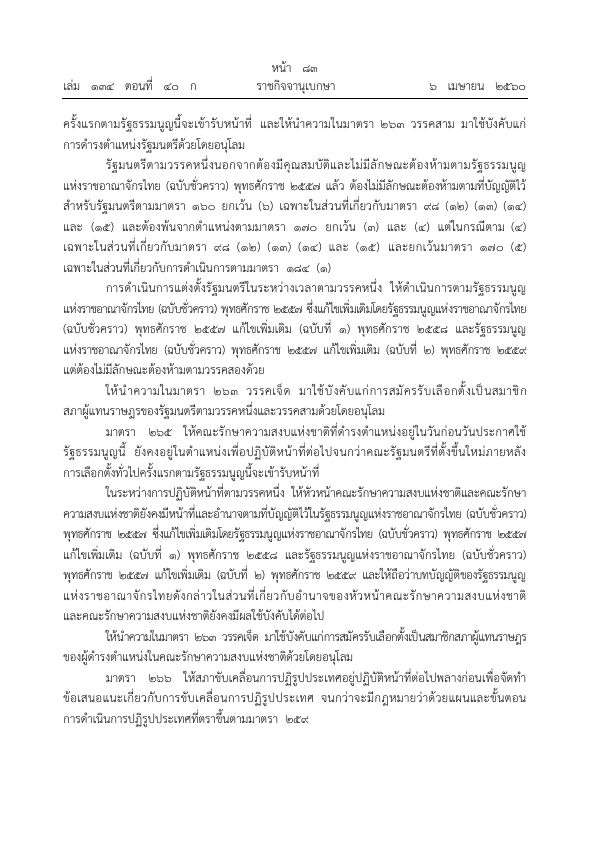 หน้า ๘๓
เล่ม ๑๓๔ ตอนที่ ๔๐ ก ราชกิจจานุเบกษา ๖ เมษายน ๒๕๖๐
ครั้งแรกตามรัฐธรรมนูญนี้จะเข้ารับหน้าที่ และให้นำความในมาตรา ๒๖๓ วรรคสาม มาใช้บังคับแก่
การดำรงตำแหน่งรัฐมนตรีด้วยโดยอนุโลม
รัฐมนตรีตามวรรคหนึ่งนอกจากต้องมีคุณสมบัติและไม่มีลักษณะต้องห้ามตามรัฐธรรมนูญ
แห่งราชอาณาจักรไทย (ฉบับชั่วคราว) พุทธศักราช ๒๕๕๗ แล้ว ต้องไม่มีลักษณะต้องห้ามตามที่บัญญัติไว้
สำหรับรัฐมนตรีตามมาตรา ๑๖๐ ยกเว้น (๖) เฉพาะในส่วนที่เกี่ยวกับมาตรา ๙๘ (๑๒) (๑๓) (๑๔)
และ (๑๕) และต้องพ้นจากตำแหน่งตามมาตรา ๑๗๐ ยกเว้น (๓) และ (๔) แต่ในกรณีตาม (๔)
เฉพาะในส่วนที่เกี่ยวกับมาตรา ๙๘ (๑๒) (๑๓) (๑๔) และ (๑๕) และยกเว้นมาตรา ๑๗๐ (๕)
เฉพาะในส่วนที่เกี่ยวกับการดำเนินการตามมาตรา ๑๘๔ (๑)
การดำเนินการแต่งตั้งรัฐมนตรีในระหว่างเวลาตามวรรคหนึ่ง ให้ดำเนินการตามรัฐธรรมนูญ
แห่งราชอาณาจักรไทย (ฉบับชั่วคราว) พุทธศักราช ๒๕๕๗ ซึ่งแก้ไขเพิ่มเติมโดยรัฐธรรมนูญแห่งราชอาณาจักรไทย
(ฉบับชั่วคราว) พุทธศักราช ๒๕๕๗ แก้ไขเพิ่มเติม (ฉบับที่ ๑) พุทธศักราช ๒๕๕๘ และรัฐธรรมนูญ
แห่งราชอาณาจักรไทย (ฉบับชั่วคราว) พุทธศักราช ๒๕๕๗ แก้ไขเพิ่มเติม (ฉบับที่ ๒) พุทธศักราช ๒๕๕๙
แต่ต้องไม่มีลักษณะต้องห้ามตามวรรคสองด้วย
ให้นำความในมาตรา ๒๖๓ วรรคเจ็ด มาใช้บังคับแก่การสมัครรับเลือกตั้งเป็นสมาชิก
สภาผู้แทนราษฎรของรัฐมนตรีตามวรรคหนึ่งและวรรคสามด้วยโดยอนุโลม
มาตรา ๒๖๕ ให้คณะรักษาความสงบแห่งชาติที่ดำรงตำแหน่งอยู่ในวันก่อนวันประกาศใช้
รัฐธรรมนูญนี้ ยังคงอยู่ในตำแหน่งเพื่อปฏิบัติหน้าที่ต่อไปจนกว่าคณะรัฐมนตรีที่ตั้งขึ้นใหม่ภายหลัง
การเลือกตั้งทั่วไปครั้งแรกตามรัฐธรรมนูญนี้จะเข้ารับหน้าที่
ในระหว่างการปฏิบัติหน้าที่ตามวรรคหนึ่ง ให้หัวหน้าคณะรักษาความสงบแห่งชาติและคณะรักษา
ความสงบแห่งชาติยังคงมีหน้าที่และอำนาจตามที่บัญญัติไว้ในรัฐธรรมนูญแห่งราชอาณาจักรไทย (ฉบับชั่วคราว)
พุทธศักราช ๒๕๕๗ ซึ่งแก้ไขเพิ่มเติมโดยรัฐธรรมนูญแห่งราชอาณาจักรไทย (ฉบับชั่วคราว) พุทธศักราช ๒๕๕๗
แก้ไขเพิ่มเติม (ฉบับที่ ๑) พุทธศักราช ๒๕๕๘ และรัฐธรรมนูญแห่งราชอาณาจักรไทย (ฉบับชั่วคราว)
พุทธศักราช ๒๕๕๗ แก้ไขเพิ่มเติม (ฉบับที่ ๒) พุทธศักราช ๒๕๕๙ และให้ถือว่าบทบัญญัติของรัฐธรรมนูญ
แห่งราชอาณาจักรไทยดังกล่าวในส่วนที่เกี่ยวกับอำนาจของหัวหน้าคณะรักษาความสงบแห่งชาติ
และคณะรักษาความสงบแห่งชาติยังคงมีผลใช้บังคับได้ต่อไป
ให้นำความในมาตรา ๒๖๓ วรรคเจ็ด มาใช้บังคับแก่การสมัครรับเลือกตั้งเป็นสมาชิกสภาผู้แทนราษฎร
ของผู้ดำรงตำแหน่งในคณะรักษาความสงบแห่งชาติด้วยโดยอนุโลม
มาตรา ๒๖๖ ให้สภาขับเคลื่อนการปฏิรูปประเทศอยู่ปฏิบัติหน้าที่ต่อไปพลางก่อนเพื่อจัดทำ
ข้อเสนอแนะเกี่ยวกับการขับเคลื่อนการปฏิรูปประเทศ จนกว่าจะมีกฎหมายว่าด้วยแผนและขั้นตอน
การดำเนินการปฏิรูปประเทศที่ตราขึ้นตามมาตรา ๒๕๙